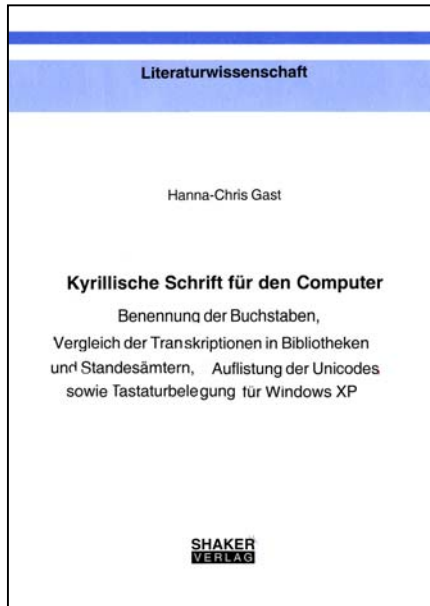 Literaturwissenschaft
Hanna-Chris Gast
Kyrillische Schrift für den Computer
Benennung der Buchstaben,
Vergleich der Transkriptionen in Bibliotheken
und Standesämtern, Auflistung der Unicodes
sowie Tastaturbelegung für Windows XP
SHAKER
VERLAG